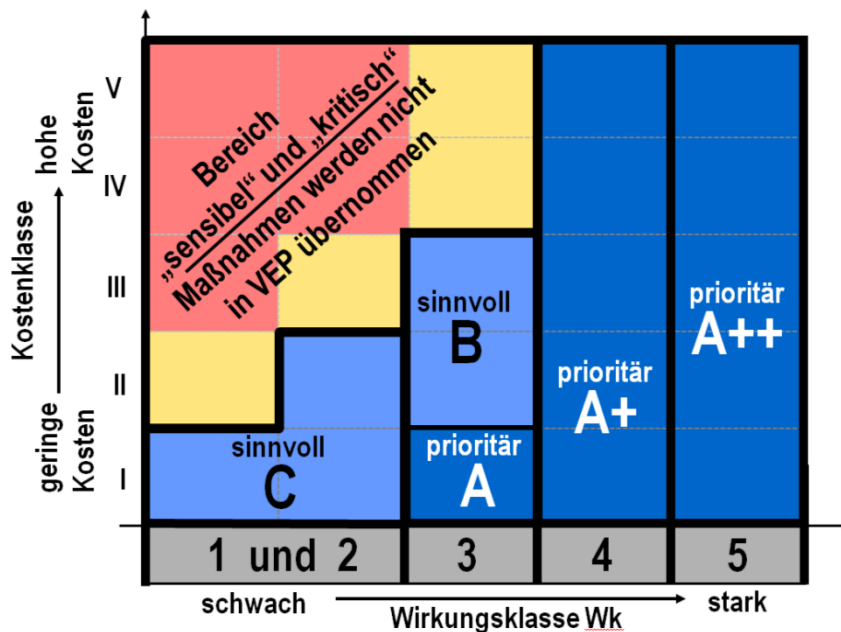 hohe
Kosten
Kostenklasse
geringe
Kosten
V
IV
III
II
I
Bereich
„sensibel“ und „kritisch“
Maßnahmen werden nicht
in VEP übernommen
sinnvoll
B
prioritär
A
sinnvoll
C
prioritär
A+
prioritär
A++
1 und 2
3
4
5
schwach
Wirkungsklasse Wk
stark